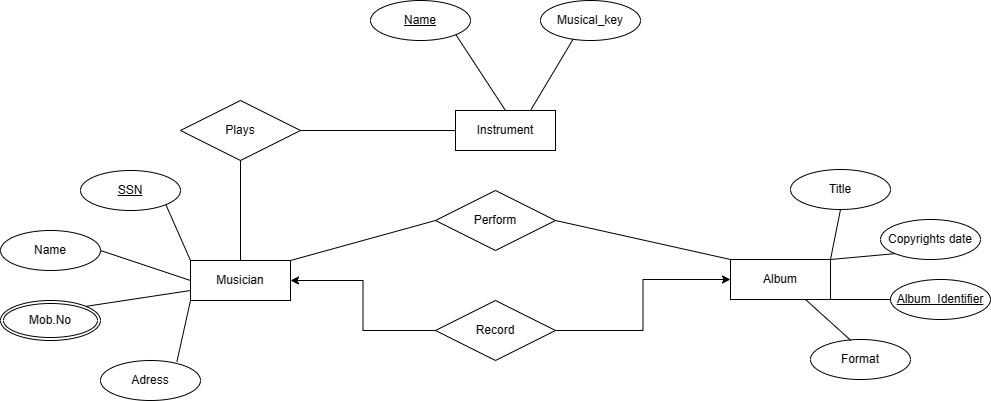 Name
Musical_key
Plays
Instrument
SSN
Title
Perform
Name
Copyrights date
Musician
Album
Album_Identifier
Mob.No
Record
Format
Adress